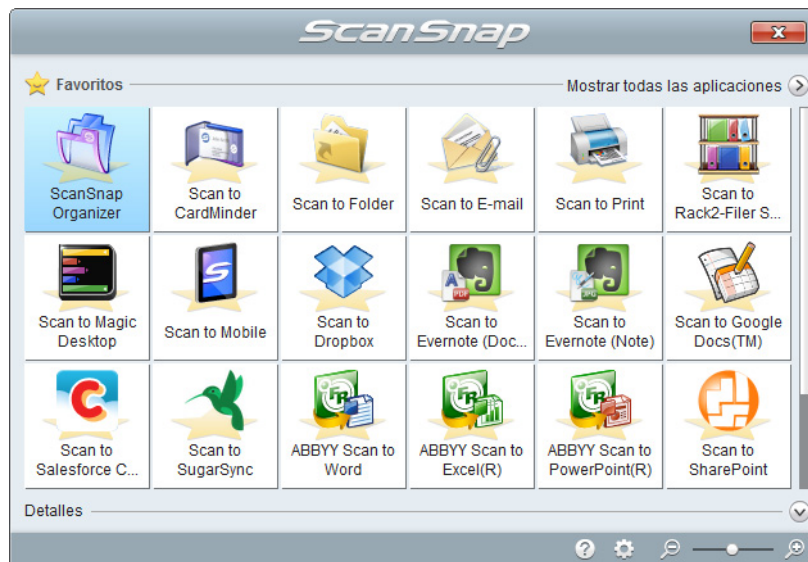 ScanSnap
Favoritos
Mostrar todas las aplicaciones
ScanSnap
Organizer
Scan to
CardMinder
Scan to Folder
Scan to E-mail
Scan to Print
Scan to
Rack2-Filer S...
Scan to Magic
Desktop
Scan to Mobile
Scan to
Dropbox
Scan to
Evernote (Doc...
Scan to
Evernote (Note)
Scan to Google
Docs(TM)
Scan to
Salesforce C...
Scan to
SugarSync
ABBYY Scan to
Word
ABBYY Scan to
Excel(R)
ABBYY Scan to
PowerPoint(R)
Scan to
SharePoint
Detalles